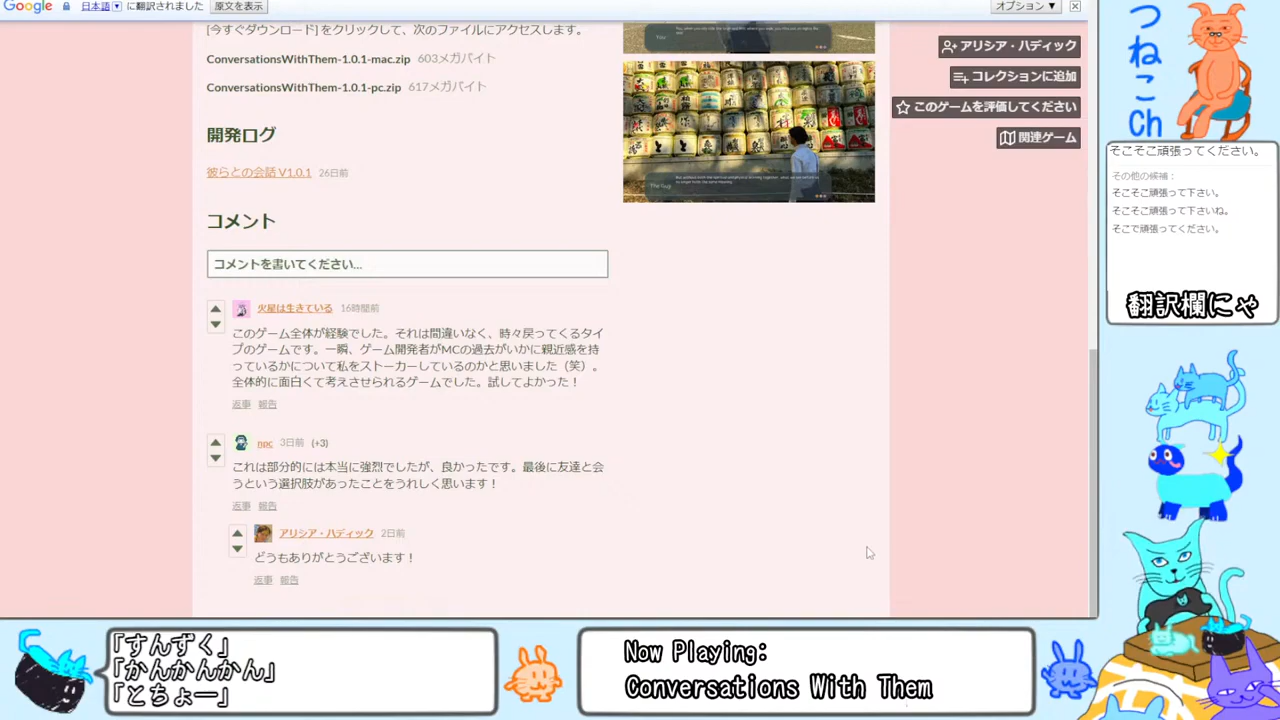 Google 日本語 に翻訳されました 原文を表示 オプション ▼
[今すぐダウンロード] をクリックして、次のファイルにアクセスします。
ConversationsWithThem-1.0.1-mac.zip 603メガバイト
ConversationsWithThem-1.0.1-pc.zip 617メガバイト
開発ログ
彼らとの会話 V1.0.1 26日前
コメント
コメントを書いてください...
火星は生きている 16時間前
このゲーム全体が経験でした。それは間違いなく、時々戻ってくるタイ
プのゲームです。一瞬、ゲーム開発者がMCの過去がいかに親近感を持
っているかについて私をストーカーしているのかと思いました（笑）。
全体的に面白くて考えさせられるゲームでした。試してよかった！
返事 報告
npc 3日前 (+3)
これは部分的には本当に強烈でしたが、良かったです。最後に友達と会
うという選択肢があったことをうれしく思います！
返事 報告
アリシア・ハディック 2日前
どうもありがとうございます！
返事 報告
You
The Guy
アリシア・ハディック
コレクションに追加
このゲームを評価してください
関連ゲーム
つねこCh
そこそこ頑張ってください。
その他の候補：
そこそこ頑張って下さい。
そこそこ頑張って下さいね。
そこで頑張ってください。
翻訳欄にゃ
「すんずく」
「かんかんかん」
「とちょー」
Now Playing:
Conversations With Them